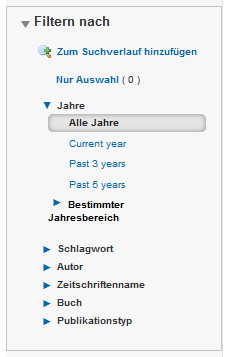 Filtern nach
Zum Suchverlauf hinzufügen
Nur Auswahl ( 0 )
Jahre
Alle Jahre
Current year
Past 3 years
Past 5 years
Bestimmter
Jahresbereich
Schlagwort
Autor
Zeitschriftenname
Buch
Publikationstyp